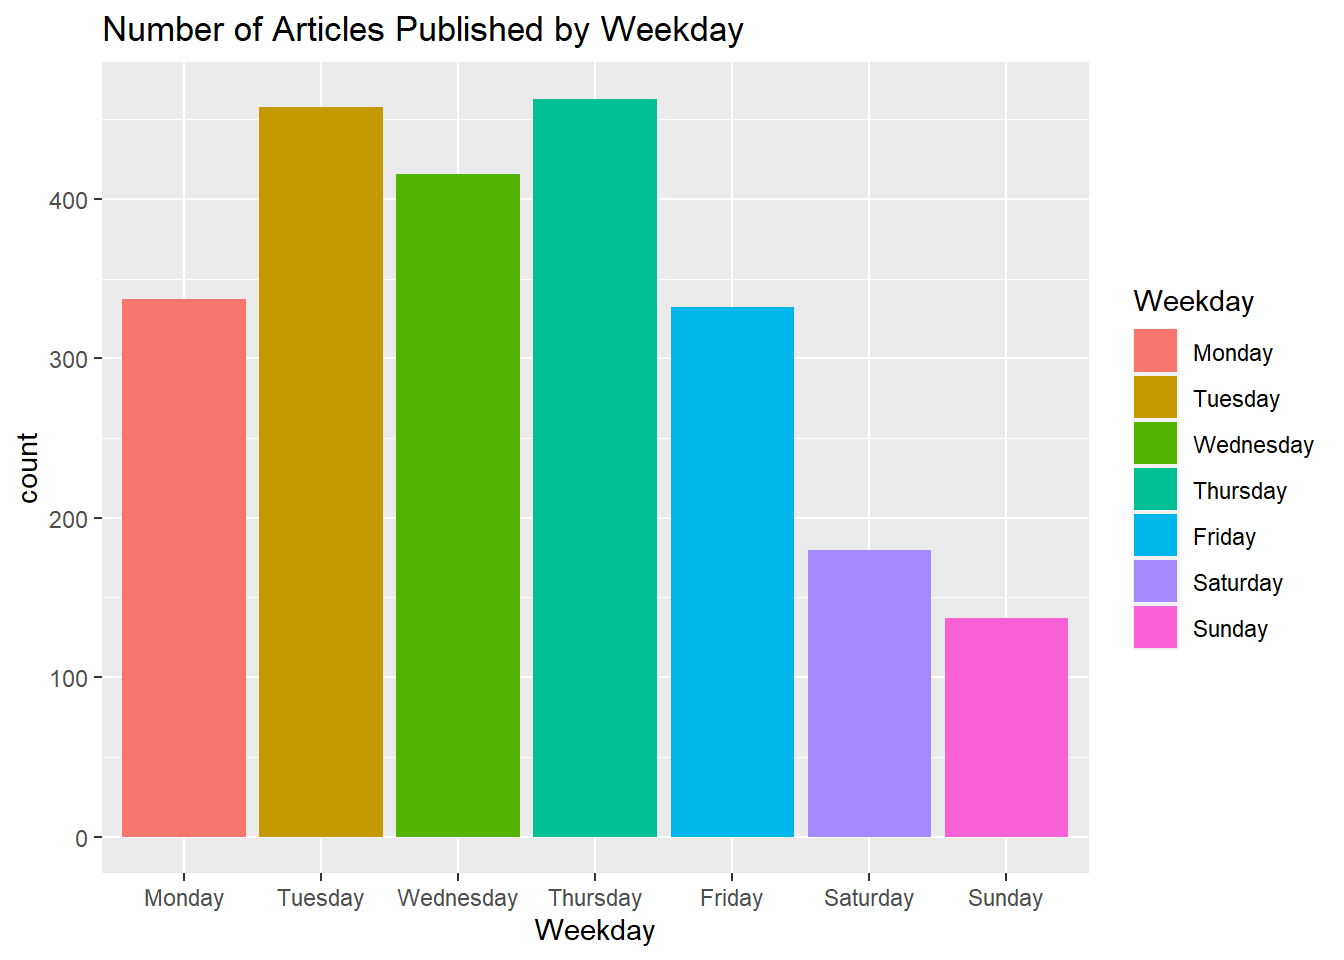 Number of Articles Published by Weekday
400
300
200
100
0
count
Monday Tuesday Wednesday Thursday Friday Saturday Sunday
Weekday
Weekday
Monday
Tuesday
Wednesday
Thursday
Friday
Saturday
Sunday